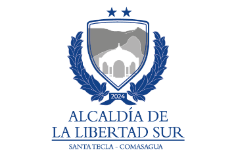 2024
ALCALDÍA DE
LA LIBERTAD SUR
SANTA TECLA - COMASAGUA